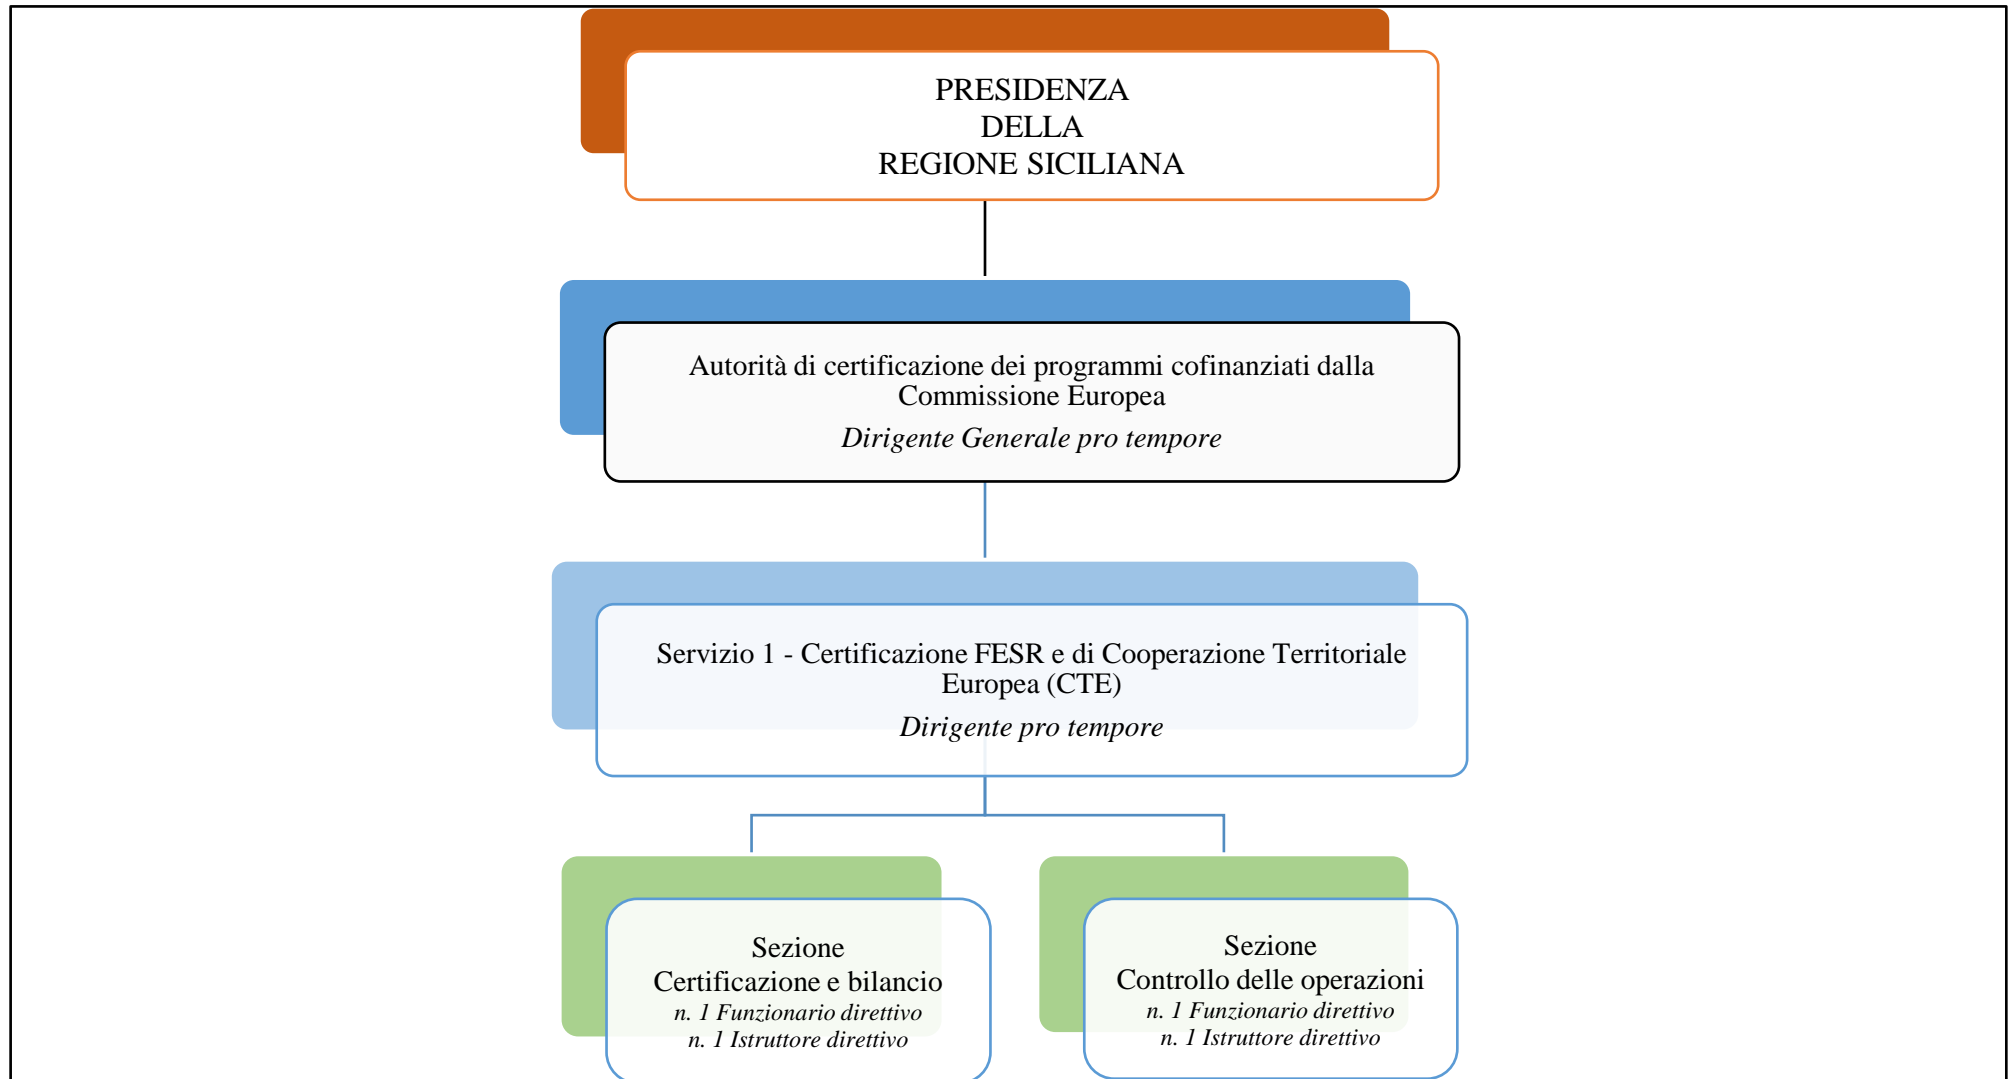 PRESIDENZA
DELLA
REGIONE SICILIANA
Autorità di certificazione dei programmi cofinanziati dalla
Commissione Europea
Dirigente Generale pro tempore
Servizio 1 - Certificazione FESR e di Cooperazione Territoriale
Europea (CTE)
Dirigente pro tempore
Sezione
Certificazione e bilancio
n. 1 Funzionario direttivo
n. 1 Istruttore direttivo
Sezione
Controllo delle operazioni
n. 1 Funzionario direttivo
n. 1 Istruttore direttivo